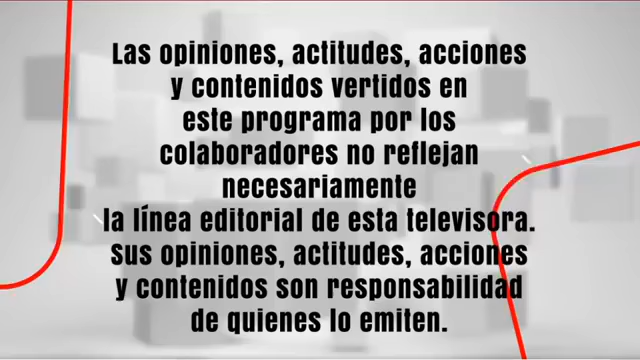 Las opiniones, actitudes, acciones
y contenidos vertidos en
este programa por los
colaboradores no reflejan
necesariamente
la línea editorial de esta televisora.
Sus opiniones, actitudes, acciones
y contenidos son responsabilidad
de quienes lo emiten.